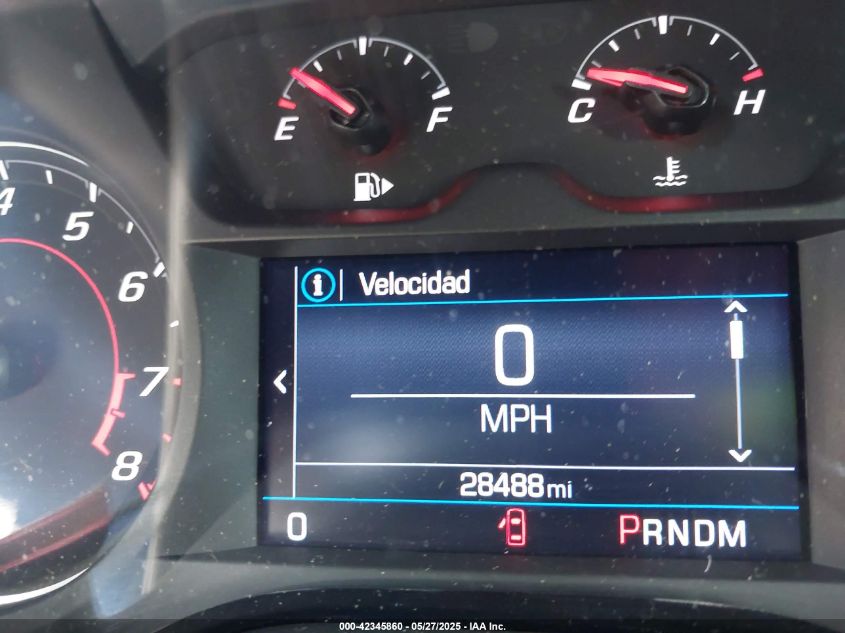 E F
C H
4
5
6
7
8
i Velocidad
0
MPH
28488mi
0 PRNDM
000-42345860 - 05/27/2025 - IAA Inc.